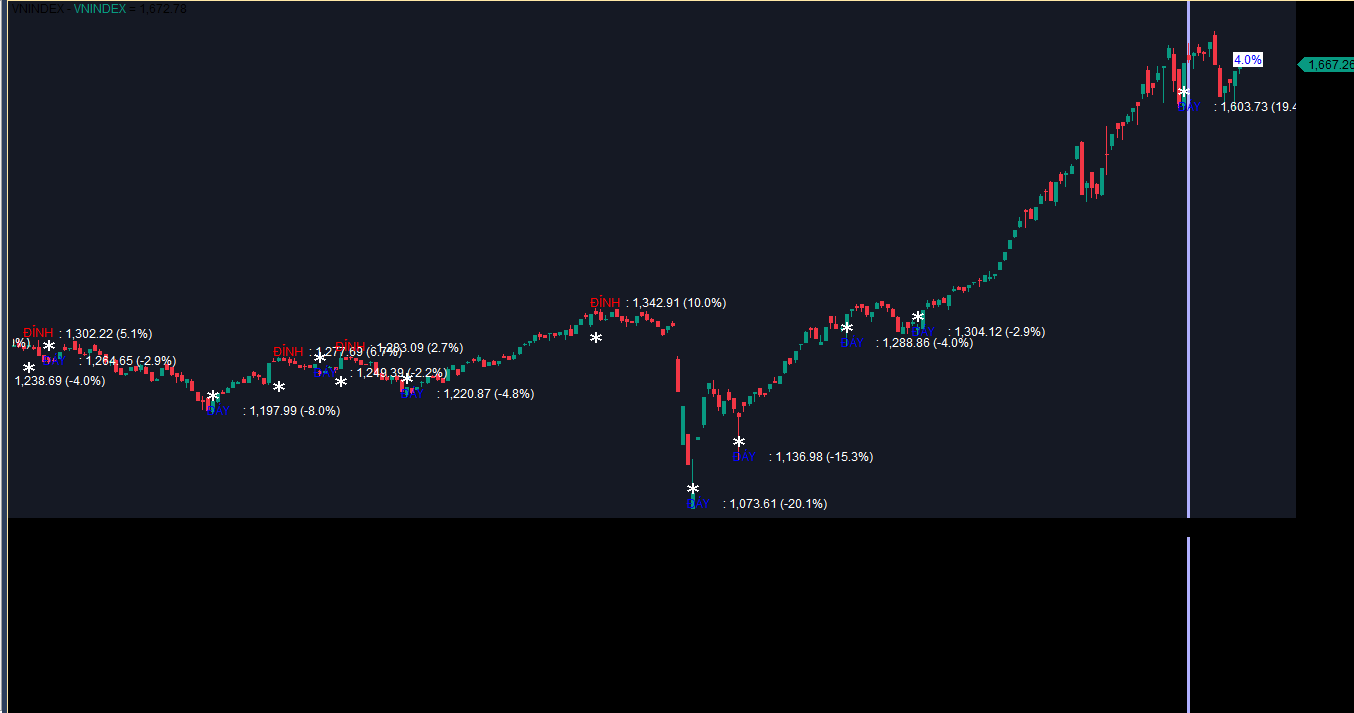 VNINDEX - VNINDEX = 1,672.78
4.0%
1,667.26
ĐÁY : 1,603.73 (19.4
ĐỈNH : 1,342.91 (10.0%)
ĐỈNH : 1,302.22 (5.1%)
ĐÁY : 1,304.12 (-2.9%)
!%)
ĐÁY : 1,288.86 (-4.0%)
ĐỈNH : 1,283.09 (2.7%)
ĐỈNH : 1,277.69 (6.7%)
ĐÁY : 1,264.65 (-2.9%)
ĐÁY : 1,249.39 (-2.2%)
1,238.69 (-4.0%)
ĐÁY : 1,220.87 (-4.8%)
ĐÁY : 1,197.99 (-8.0%)
ĐÁY : 1,136.98 (-15.3%)
ĐÁY : 1,073.61 (-20.1%)